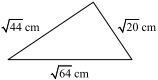 √44 cm
√20 cm
√64 cm